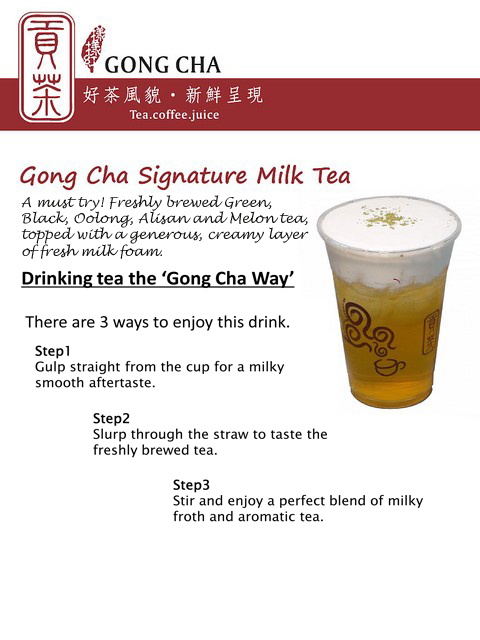 貢茶
GONG CHA
好茶風貌・新鮮呈現
Tea.coffee.juice
Gong Cha Signature Milk Tea
A must try! Freshly brewed Green,
Black, Oolong, Alisan and Melon tea,
topped with a generous, creamy layer
of fresh milk foam.
Drinking tea the ‘Gong Cha Way’
There are 3 ways to enjoy this drink.
Step1
Gulp straight from the cup for a milky
smooth aftertaste.
Step2
Slurp through the straw to taste the
freshly brewed tea.
Step3
Stir and enjoy a perfect blend of milky
froth and aromatic tea.